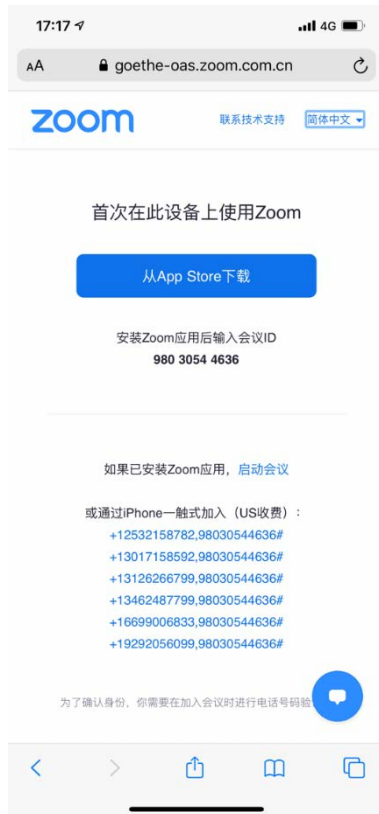 17:17
4G
AA
goethe-oas.zoom.com.cn
zoom
联系技术支持
简体中文
首次在此设备上使用Zoom
从App Store下载
安装Zoom应用后输入会议ID
980 3054 4636
如果已安装Zoom应用，启动会议
或通过iPhone一触式加入（US收费）：
+12532158782,98030544636#
+13017158592,98030544636#
+13126266799,98030544636#
+13462487799,98030544636#
+16699006833,98030544636#
+19292056099,98030544636#
为了确认身份，你需要在加入会议时进行电话号码验